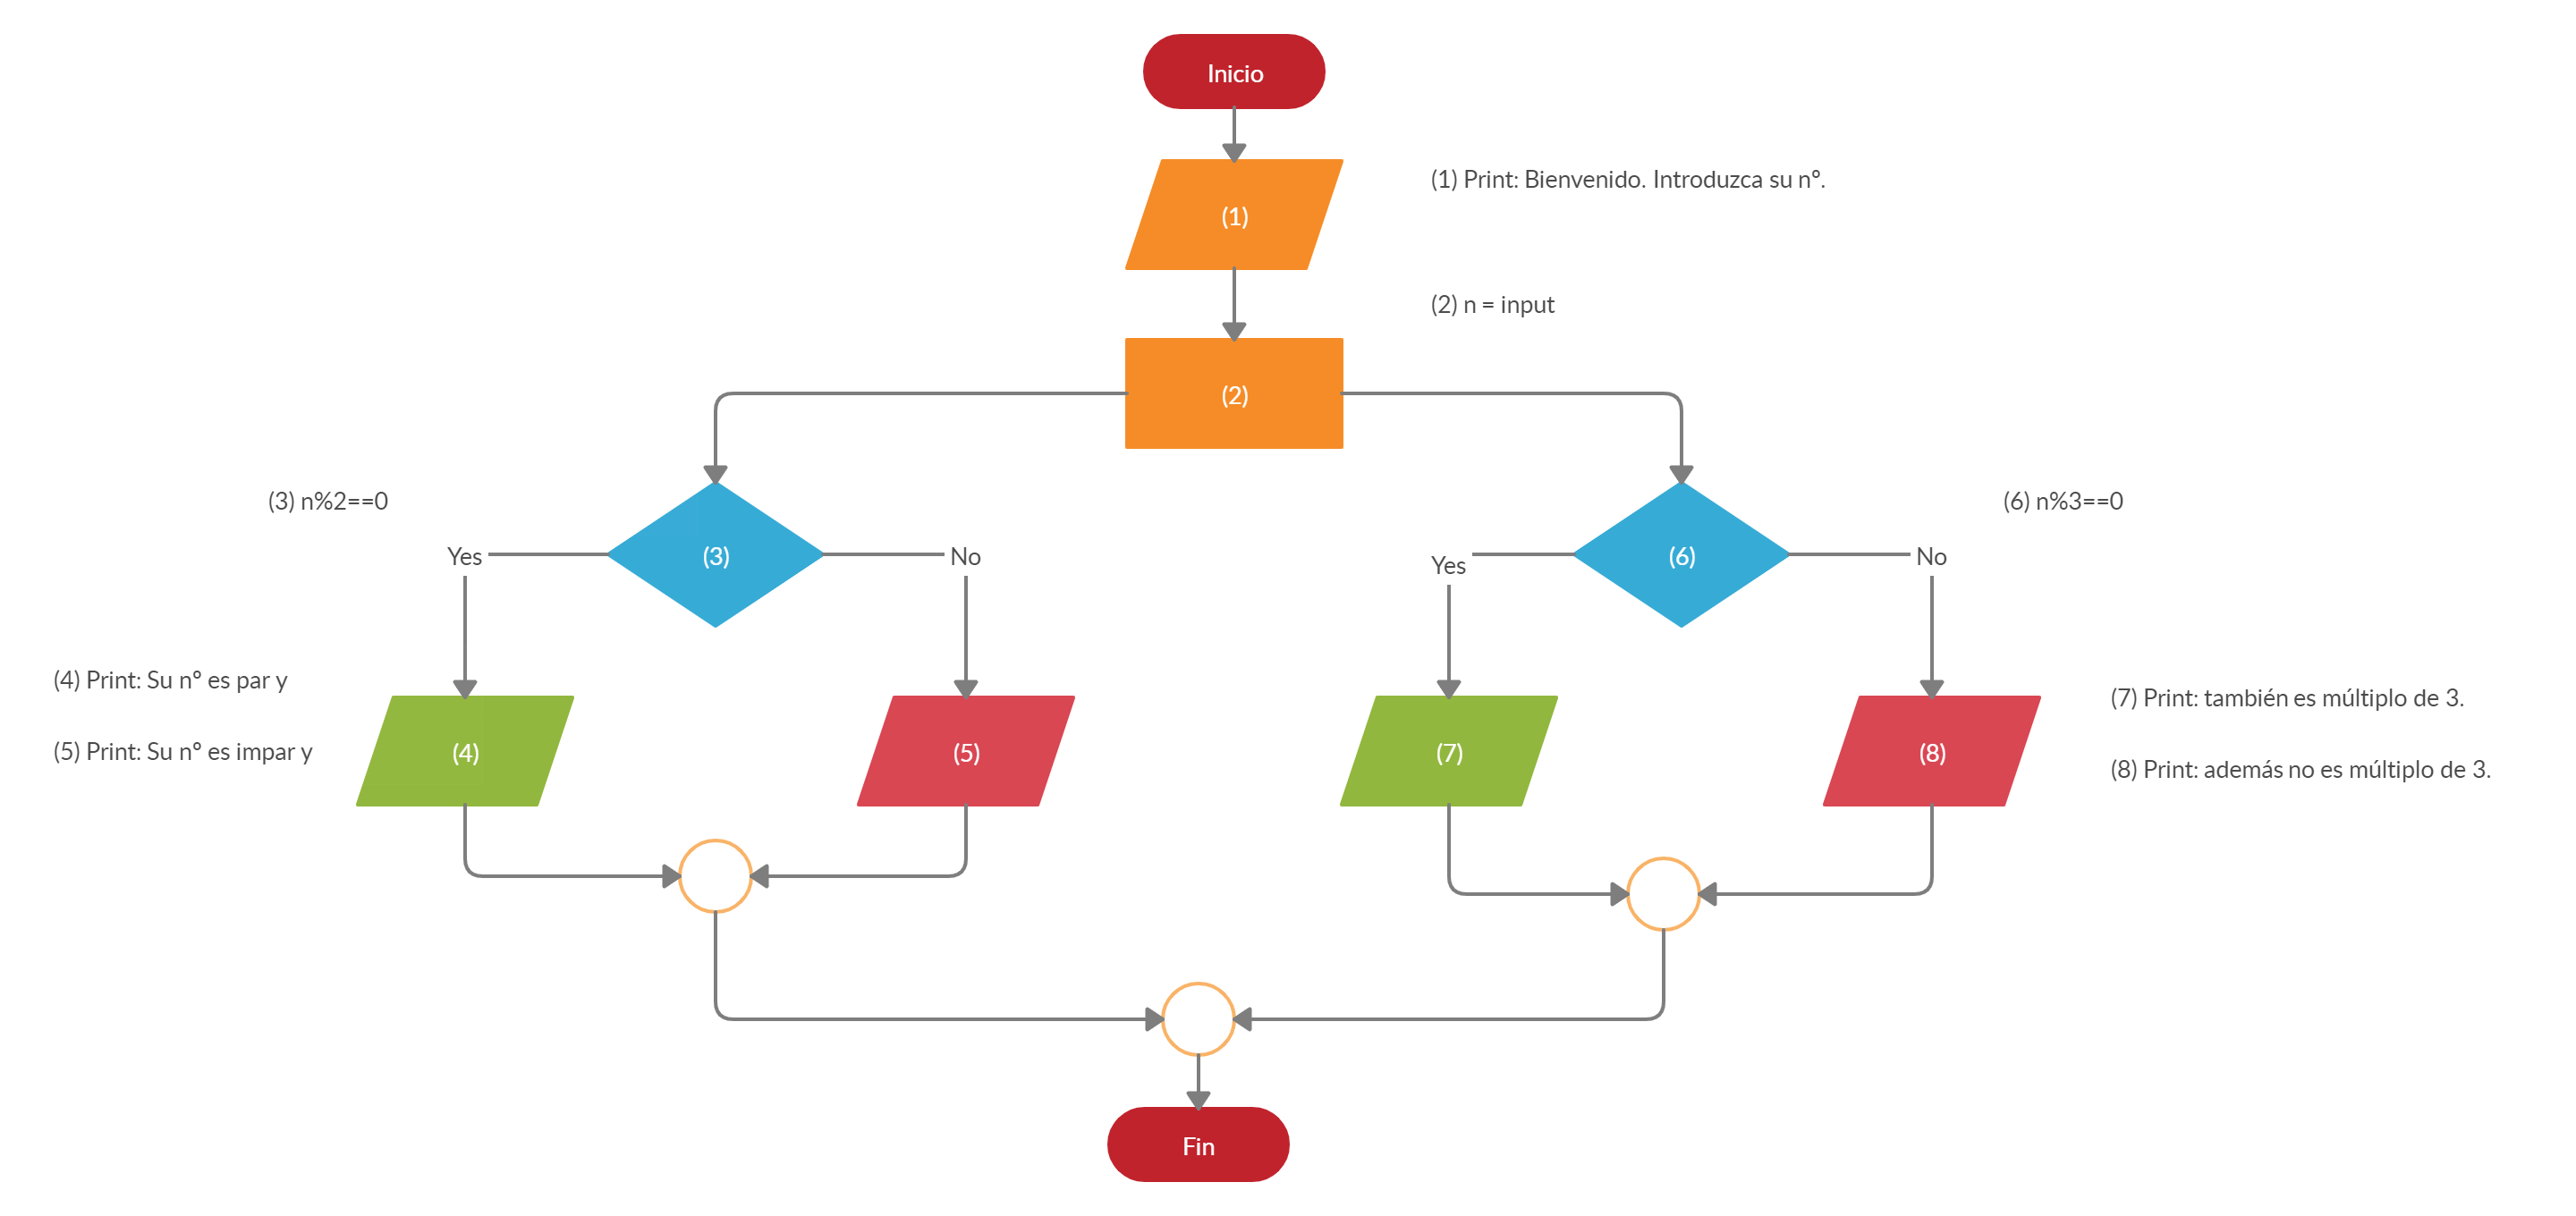 Inicio
(1) Print: Bienvenido. Introduzca su nº.
(1)
(2) n = input
(2)
(3) n%2==0
(6) n%3==0
Yes
(3)
No
Yes
(6)
No
(4) Print: Su nº es par y
(5) Print: Su nº es impar y
(4)
(5)
(7)
(8)
(7) Print: también es múltiplo de 3.
(8) Print: además no es múltiplo de 3.
Fin